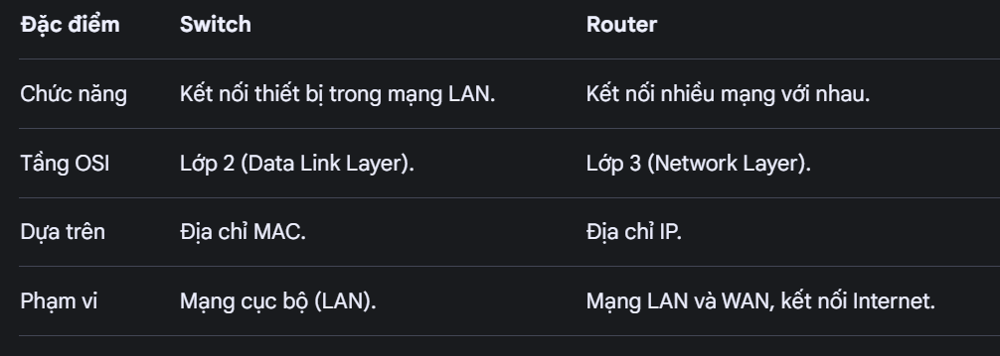 Đặc điểm Switch Router
Chức năng Kết nối thiết bị trong mạng LAN. Kết nối nhiều mạng với nhau.
Tầng OSI Lớp 2 (Data Link Layer). Lớp 3 (Network Layer).
Dựa trên Địa chỉ MAC. Địa chỉ IP.
Phạm vi Mạng cục bộ (LAN). Mạng LAN và WAN, kết nối Internet.